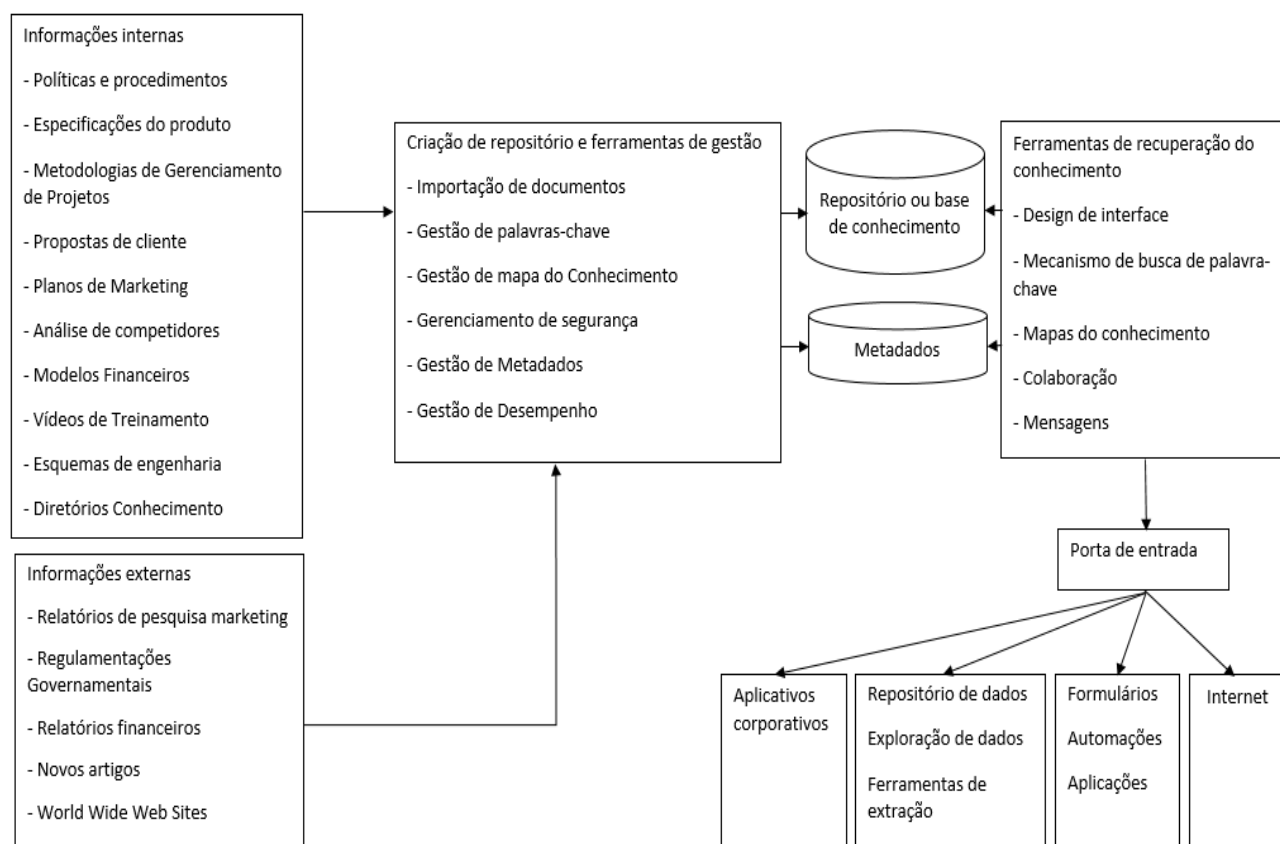 Informações internas
- Políticas e procedimentos
- Especificações do produto
- Metodologias de Gerenciamento
de Projetos
- Propostas de cliente
- Planos de Marketing
- Análise de competidores
- Modelos Financeiros
- Vídeos de Treinamento
- Esquemas de engenharia
- Diretórios Conhecimento
Informações externas
- Relatórios de pesquisa marketing
- Regulamentações
Governamentais
- Relatórios financeiros
- Novos artigos
- World Wide Web Sites
Criação de repositório e ferramentas de gestão
- Importação de documentos
- Gestão de palavras-chave
- Gestão de mapa do Conhecimento
- Gerenciamento de segurança
- Gestão de Metadados
- Gestão de Desempenho
Repositório ou base
de conhecimento
Metadados
Ferramentas de recuperação do
conhecimento
- Design de interface
- Mecanismo de busca de palavra-
chave
- Mapas do conhecimento
- Colaboração
- Mensagens
Porta de entrada
Aplicativos
corporativos
Repositório de dados
Exploração de dados
Ferramentas de
extração
Formulários
Automações
Aplicações
Internet